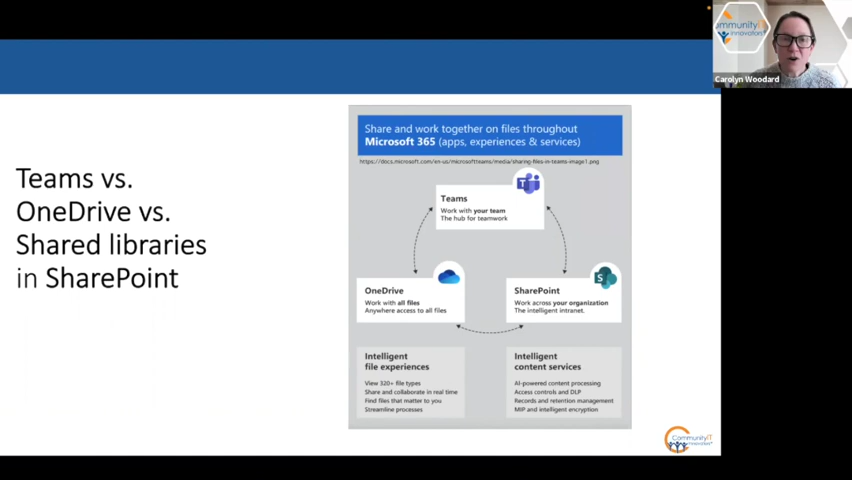 Community IT
Innovators
Carolyn Woodard
Teams vs.
OneDrive vs.
Shared libraries
in SharePoint
Share and work together on files throughout
Microsoft 365 (apps, experiences & services)
https://docs.microsoft.com/en-us/microsoftteams/media/sharing-files-in-teams-image1.png
Teams
Work with your team
The hub for teamwork
OneDrive
Work with all files
Anywhere access to all files
SharePoint
Work across your organization
The intelligent intranet.
Intelligent
file experiences
View 320+ file types
Share and collaborate in real time
Find files that matter to you
Streamline processes
Intelligent
content services
AI-powered content processing
Access controls and DLP
Records and retention management
MIP and intelligent encryption
CommunityIT
Innovators